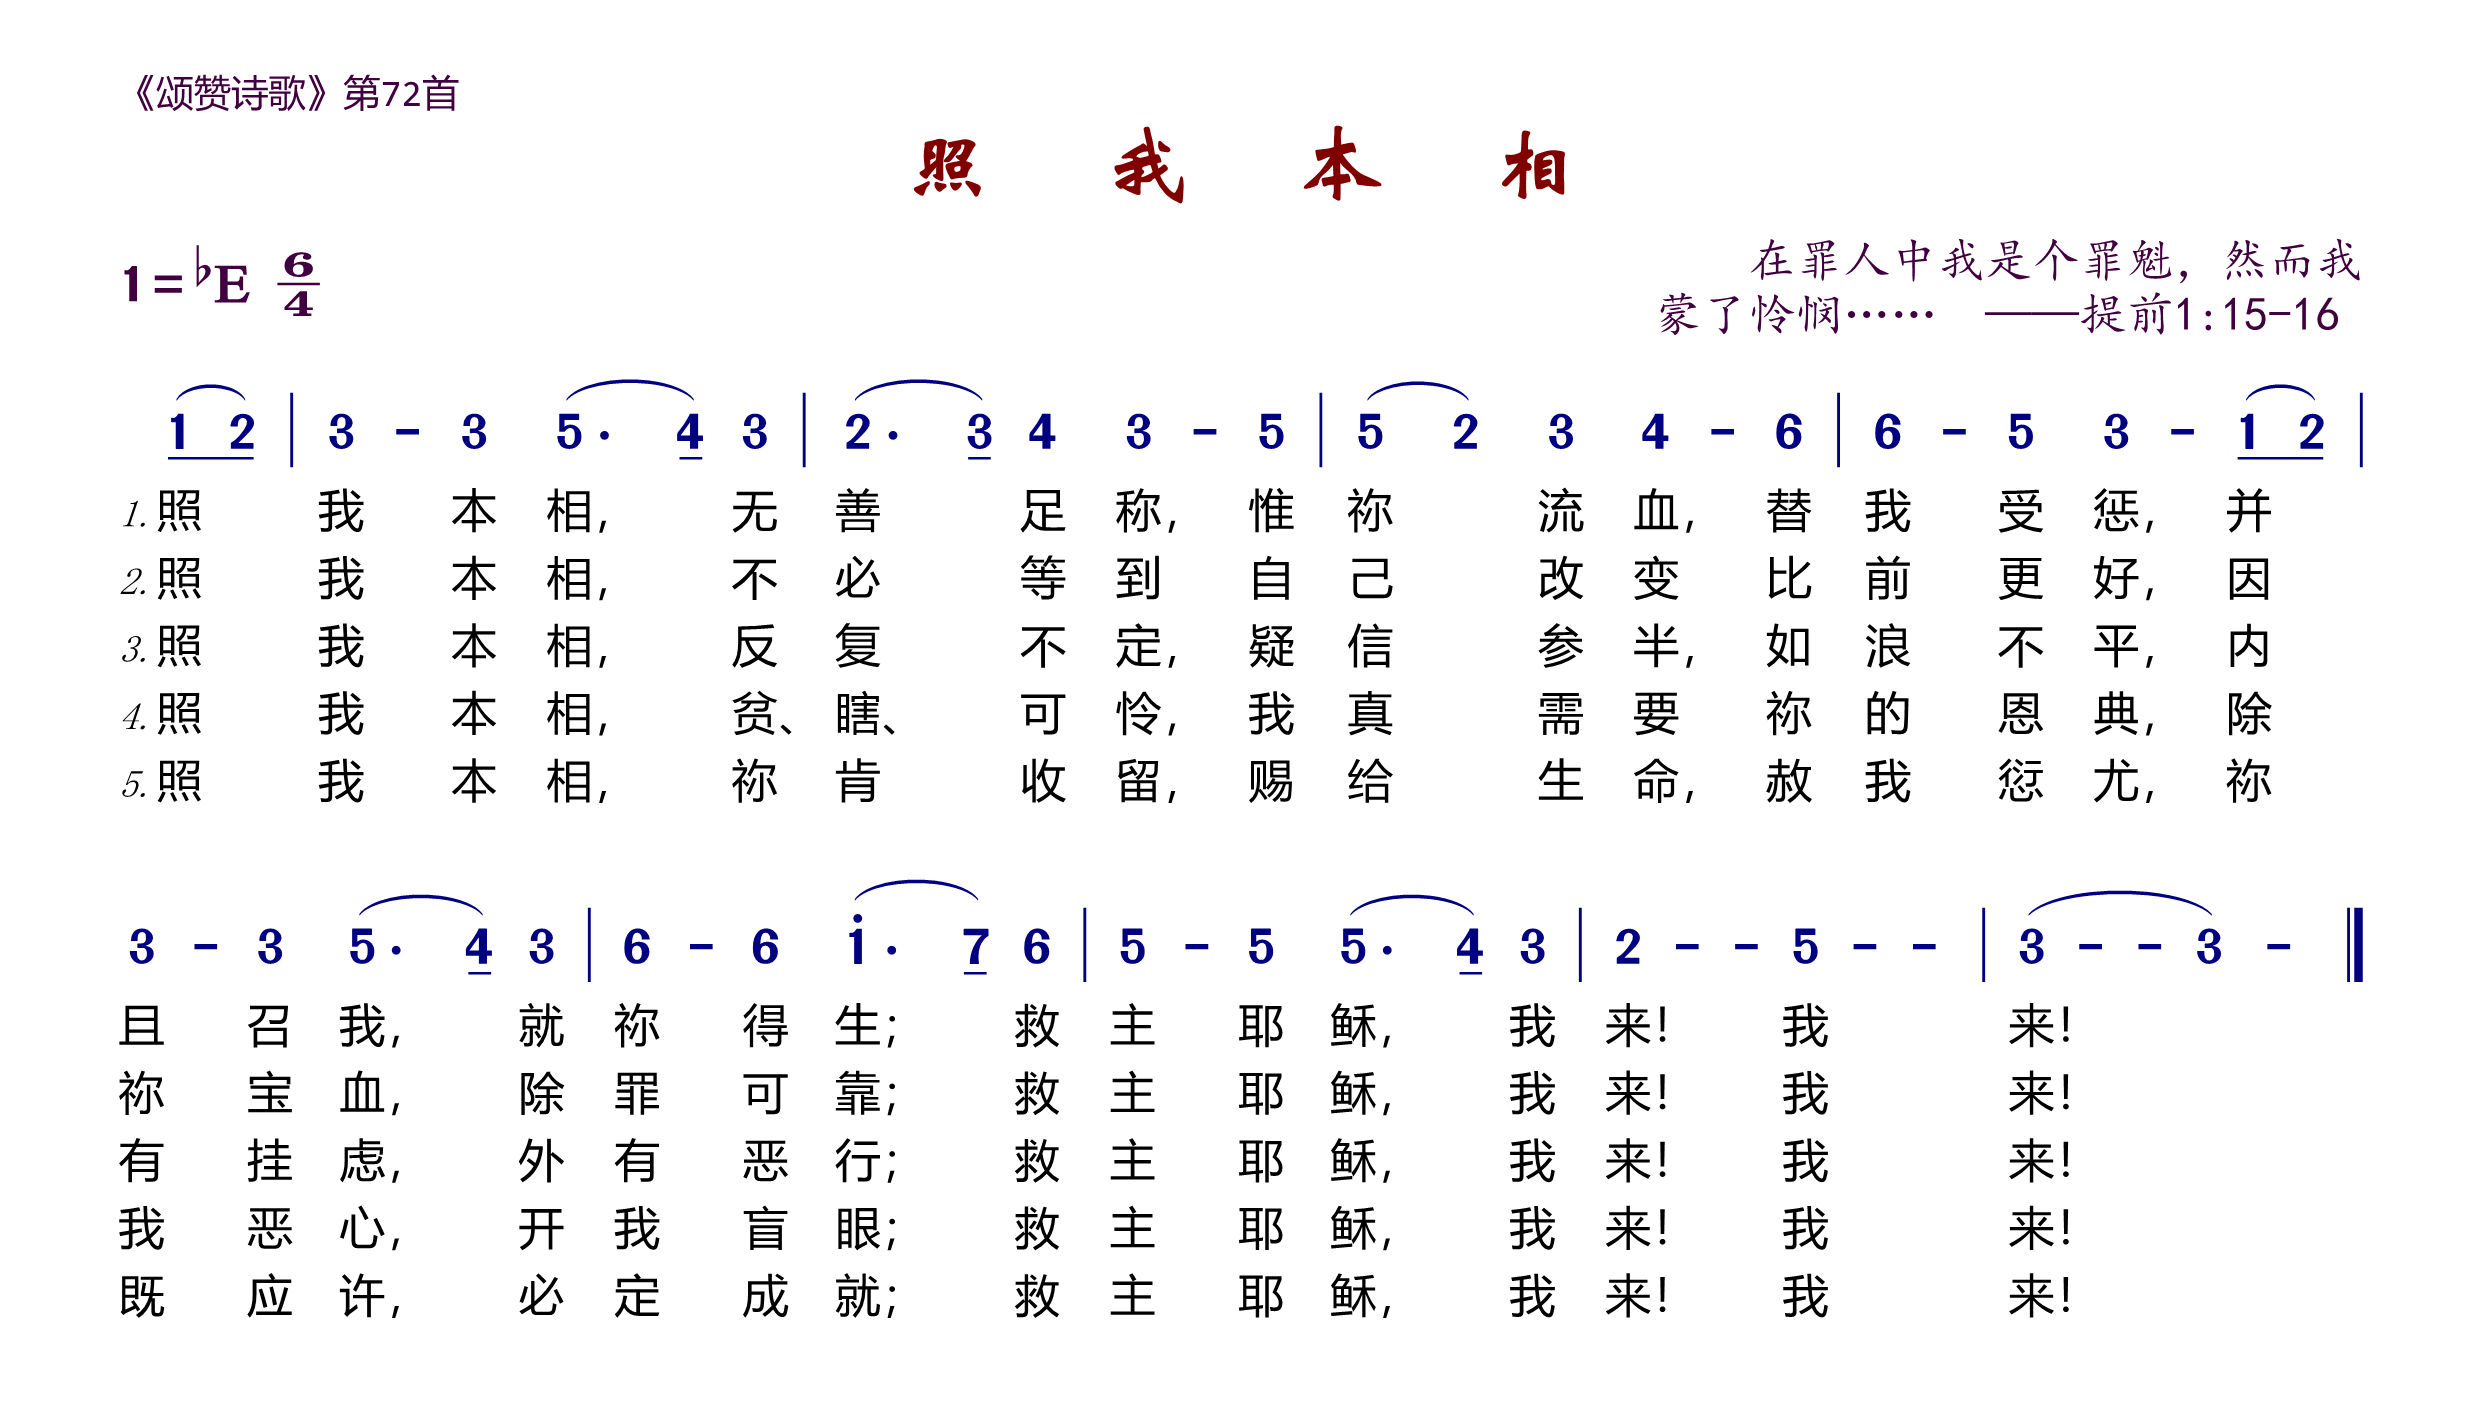 《颂赞诗歌》第72首
照 我 本 相
1=♭E 6/4
在罪人中我是个罪魁，然而我
蒙了怜悯…… ——提前1:15-16
1 2 | 3 - 3 5· 4 3 | 2· 3 4 3 - 5 | 5 2 3 4 - 6 | 6 - 5 3 - 1 2 |
1.照 我 本 相， 无 善 足 称， 惟 祢 流 血， 替 我 受 惩， 并
2.照 我 本 相， 不 必 等 到 自 己 改 变 比 前 更 好， 因
3.照 我 本 相， 反 复 不 定， 疑 信 参 半， 如 浪 不 平， 内
4.照 我 本 相， 贫、 瞎、 可 怜， 我 真 需 要 祢 的 恩 典， 除
5.照 我 本 相， 祢 肯 收 留， 赐 给 生 命， 赦 我 愆 尤， 祢
3 - 3 5· 4 3 | 6 - 6 1̇· 7 6 | 5 - 5 5· 4 3 | 2 - - 5 - - | 3 - - 3 - ‖
且 召 我， 就 祢 得 生； 救 主 耶 稣， 我 来！ 我 来！
祢 宝 血， 除 罪 可 靠； 救 主 耶 稣， 我 来！ 我 来！
有 挂 虑， 外 有 恶 行； 救 主 耶 稣， 我 来！ 我 来！
我 恶 心， 开 我 盲 眼； 救 主 耶 稣， 我 来！ 我 来！
既 应 许， 必 定 成 就； 救 主 耶 稣， 我 来！ 我 来！